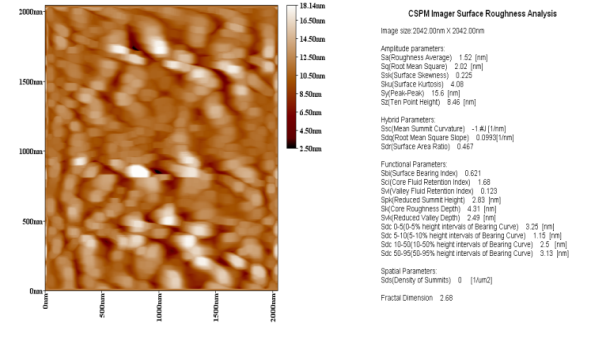 2000nm
1500nm
1000nm
500nm
0nm
0nm
500nm
1000nm
1500nm
2000nm
18.14nm
16.50nm
14.50nm
12.50nm
10.50nm
8.50nm
6.50nm
4.50nm
2.50nm
CSPM Imager Surface Roughness Analysis
Image size:2042.00nm X 2042.00nm
Amplitude parameters:
Sa(Roughness Average) 1.52 [nm]
Sq(Root Mean Square) 2.02 [nm]
Ssk(Surface Skewness) 0.225
Sku(Surface Kurtosis) 4.08
Sy(Peak-Peak) 15.6 [nm]
Sz(Ten Point Height) 8.46 [nm]
Hybrid Parameters:
Ssc(Mean Summit Curvature) -1.#J [1/nm]
Sdq(Root Mean Square Slope) 0.0993[1/nm]
Sdr(Surface Area Ratio) 0.467
Functional Parameters:
Sbi(Surface Bearing Index) 0.621
Sci(Core Fluid Retention Index) 1.68
Svi(Valley Fluid Retention Index) 0.123
Spk(Reduced Summit Height) 2.83 [nm]
Sk(Core Roughness Depth) 4.31 [nm]
Svk(Reduced Valley Depth) 2.49 [nm]
Sdc 0-5(0-5% height intervals of Bearing Curve) 3.25 [nm]
Sdc 5-10(5-10% height intervals of Bearing Curve) 1.15 [nm]
Sdc 10-50(10-50% height intervals of Bearing Curve) 2.5 [nm]
Sdc 50-95(50-95% height intervals of Bearing Curve) 3.13 [nm]
Spatial Parameters:
Sds(Density of Summits) 0 [1/um2]
Fractal Dimension 2.68